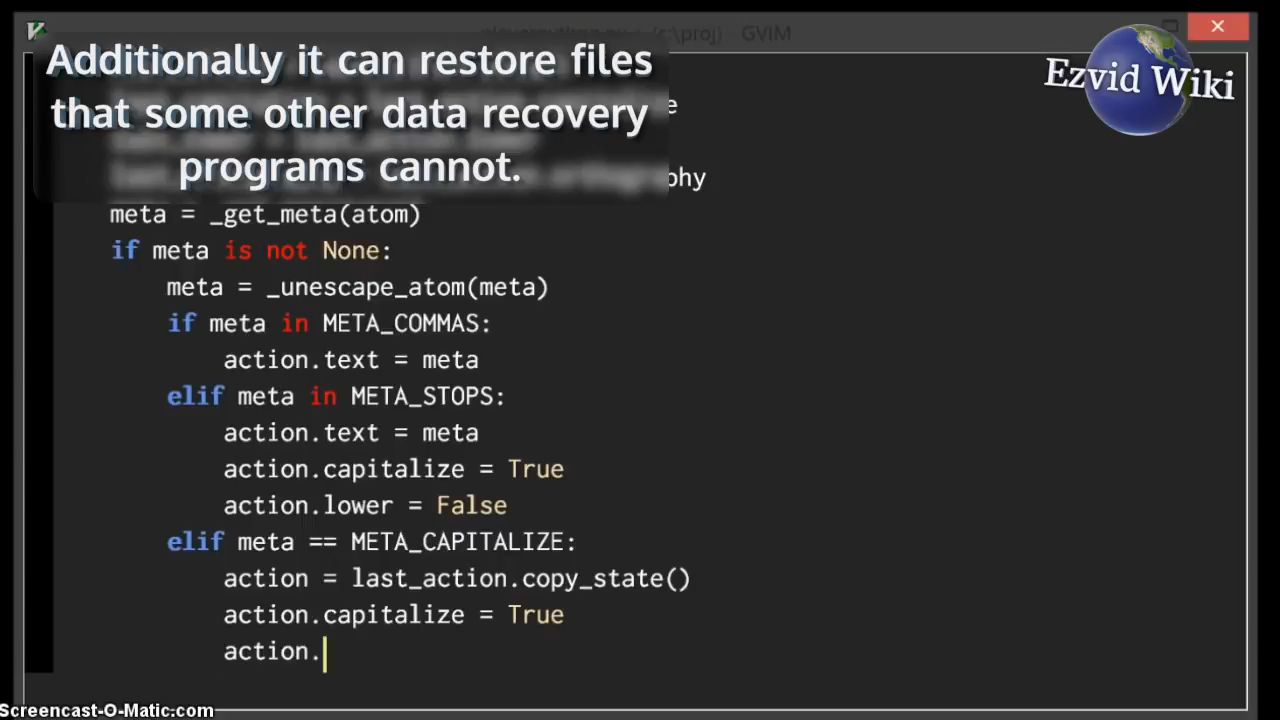 (c:\proj) - GVIM
Additionally it can restore files
that some other data recovery
programs cannot.
Ezvid Wiki
meta = _get_meta(atom)
if meta is not None:
meta = _unescape_atom(meta)
if meta in META_COMMAS:
action.text = meta
elif meta in META_STOPS:
action.text = meta
action.capitalize = True
action.lower = False
elif meta == META_CAPITALIZE:
action = last_action.copy_state()
action.capitalize = True
action.
Screencast-O-Matic.com